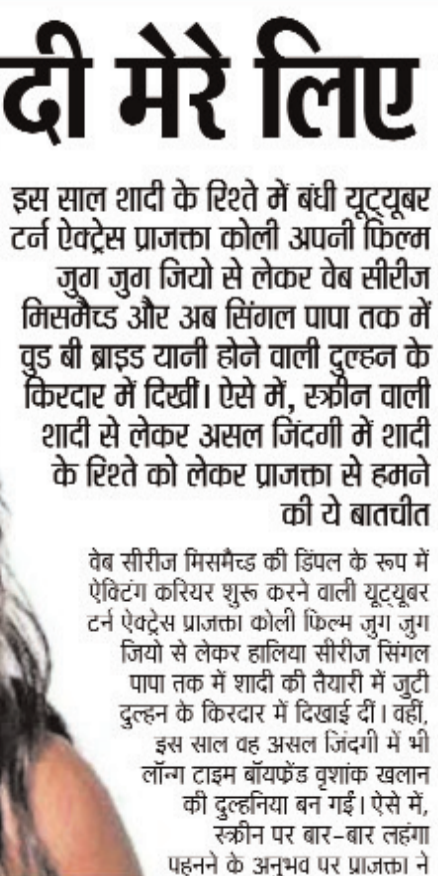 दी मेरे लिए
इस साल शादी के रिश्ते में बंधी यूट्यूबर
टर्न ऐक्ट्रेस प्राजक्ता कोली अपनी फिल्म
जुग जुग जियो से लेकर वेब सीरीज
मिसमैच्ड और अब सिंगल पापा तक में
वुड बी ब्राइड यानी होने वाली दुल्हन के
किरदार में दिखीं। ऐसे में, स्क्रीन वाली
शादी से लेकर असल जिंदगी में शादी
के रिश्ते को लेकर प्राजक्ता से हमने
की ये बातचीत
वेब सीरीज मिसमैच्ड की डिंपल के रूप में
ऐक्टिंग करियर शुरू करने वाली यूट्यूबर
टर्न ऐक्ट्रेस प्राजक्ता कोली फिल्म जुग जुग
जियो से लेकर हालिया सीरीज सिंगल
पापा तक में शादी की तैयारी में जुटी
दुल्हन के किरदार में दिखाई दीं। वहीं,
इस साल वह असल जिंदगी में भी
लॉन्ग टाइम बॉयफ्रेंड वृशांक खलान
की दुल्हनिया बन गईं। ऐसे में,
स्क्रीन पर बार-बार लहंगा
पहनने के अनुभव पर प्राजक्ता ने